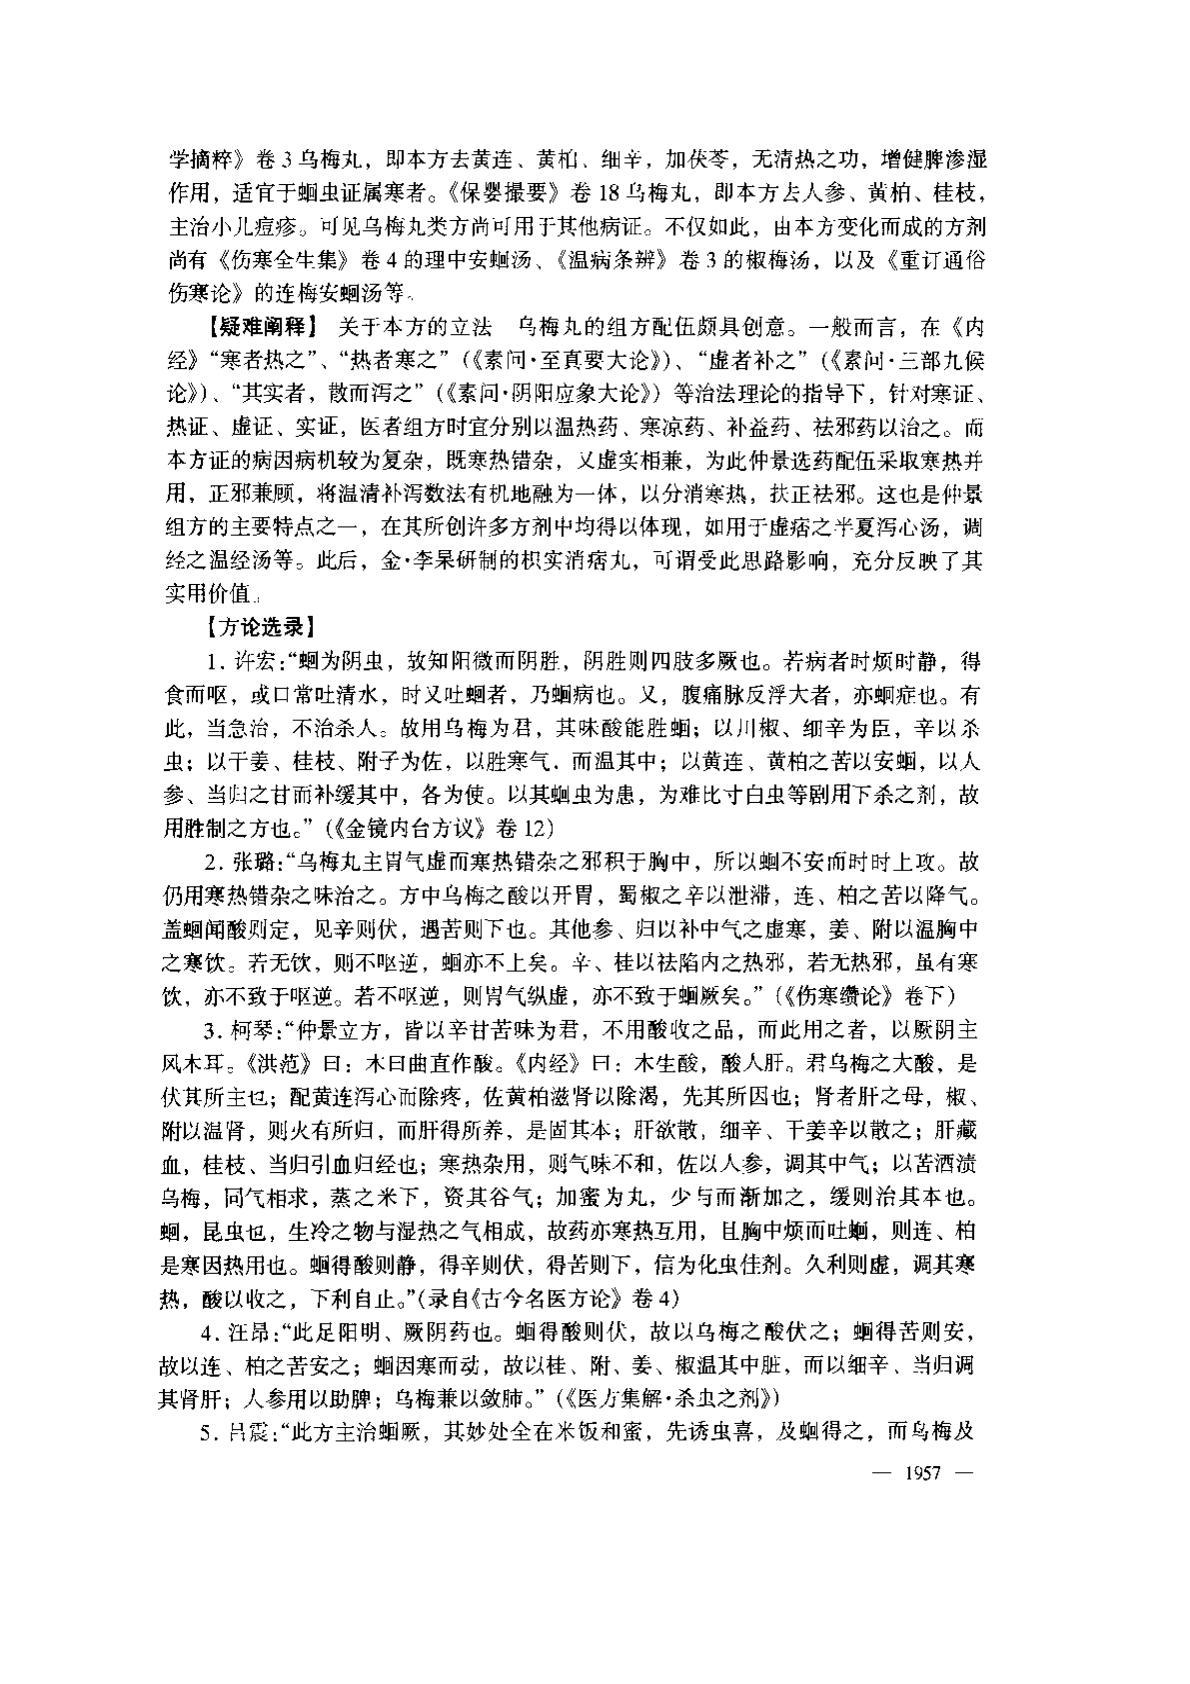 学摘粹》卷 3 乌梅丸，即本方去黄连、黄柏、细辛，加茯苓，无清热之功，增健脾渗湿
作用，适宜于蛔虫证属寒者。《保婴撮要》卷 18 乌梅丸，即本方去人参、黄柏、桂枝，
主治小儿痘疹。可见乌梅丸类方尚可用于其他病证。不仅如此，由本方变化而成的方剂
尚有《伤寒全生集》卷 4 的理中安蛔汤、《温病条辨》卷 3 的椒梅汤，以及《重订通俗
伤寒论》的连梅安蛔汤等。
【疑难阐释】 关于本方的立法 乌梅丸的组方配伍颇具创意。一般而言，在《内
经》“寒者热之”、“热者寒之”（《素问·至真要大论》）、“虚者补之”（《素问·三部九候
论》）、“其实者，散而泻之”（《素问·阴阳应象大论》）等治法理论的指导下，针对寒证、
热证、虚证、实证，医者组方时宜分别以温热药、寒凉药、补益药、祛邪药以治之。而
本方证的病因病机较为复杂，既寒热错杂，又虚实相兼，为此仲景选药配伍采取寒热并
用，正邪兼顾，将温清补泻数法有机地融为一体，以分消寒热，扶正祛邪。这也是仲景
组方的主要特点之一，在其所创许多方剂中均得以体现，如用于虚痞之半夏泻心汤，调
经之温经汤等。此后，金·李杲研制的枳实消痞丸，可谓受此思路影响，充分反映了其
实用价值。
【方论选录】
1. 许宏：“蛔为阴虫，故知阳微而阴胜，阴胜则四肢多厥也。若病者时烦时静，得
食而呕，或口常吐清水，时又吐蛔者，乃蛔病也。又，腹痛脉反浮大者，亦蛔症也。有
此，当急治，不治杀人。故用乌梅为君，其味酸能胜蛔；以川椒、细辛为臣，辛以杀
虫；以干姜、桂枝、附子为佐，以胜寒气．而温其中；以黄连、黄柏之苦以安蛔，以人
参、当归之甘而补缓其中，各为使。以其蛔虫为患，为难比寸白虫等剧用下杀之剂，故
用胜制之方也。”（《金镜内台方议》卷 12）
2. 张璐：“乌梅丸主胃气虚而寒热错杂之邪积于胸中，所以蛔不安而时时上攻。故
仍用寒热错杂之味治之。方中乌梅之酸以开胃，蜀椒之辛以泄滞，连、柏之苦以降气。
盖蛔闻酸则定，见辛则伏，遇苦则下也。其他参、归以补中气之虚寒，姜、附以温胸中
之寒饮。若无饮，则不呕逆，蛔亦不上矣。辛、桂以祛陷内之热邪，若无热邪，虽有寒
饮，亦不致于呕逆。若不呕逆，则胃气纵虚，亦不致于蛔厥矣。”（《伤寒缵论》卷下）
3. 柯琴：“仲景立方，皆以辛甘苦味为君，不用酸收之品，而此用之者，以厥阴主
风木耳。《洪范》曰：木曰曲直作酸。《内经》曰：木生酸，酸入肝。君乌梅之大酸，是
伏其所主也；配黄连泻心而除疼，佐黄柏滋肾以除渴，先其所因也；肾者肝之母，椒、
附以温肾，则火有所归，而肝得所养，是固其本；肝欲散，细辛、干姜辛以散之；肝藏
血，桂枝、当归引血归经也；寒热杂用，则气味不和，佐以人参，调其中气；以苦酒渍
乌梅，同气相求，蒸之米下，资其谷气；加蜜为丸，少与而渐加之，缓则治其本也。
蛔，昆虫也，生冷之物与湿热之气相成，故药亦寒热互用，且胸中烦而吐蛔，则连、柏
是寒因热用也。蛔得酸则静，得辛则伏，得苦则下，信为化虫佳剂。久利则虚，调其寒
热，酸以收之，下利自止。”（录自《古今名医方论》卷 4）
4. 汪昂：“此足阳明、厥阴药也。蛔得酸则伏，故以乌梅之酸伏之；蛔得苦则安，
故以连、柏之苦安之；蛔因寒而动，故以桂、附、姜、椒温其中脏，而以细辛、当归调
其肾肝；人参用以助脾；乌梅兼以敛肺。”（《医方集解·杀虫之剂》）
5. 吕震：“此方主治蛔厥，其妙处全在米饭和蜜，先诱虫喜，及蛔得之，而乌梅及
— 1957 —